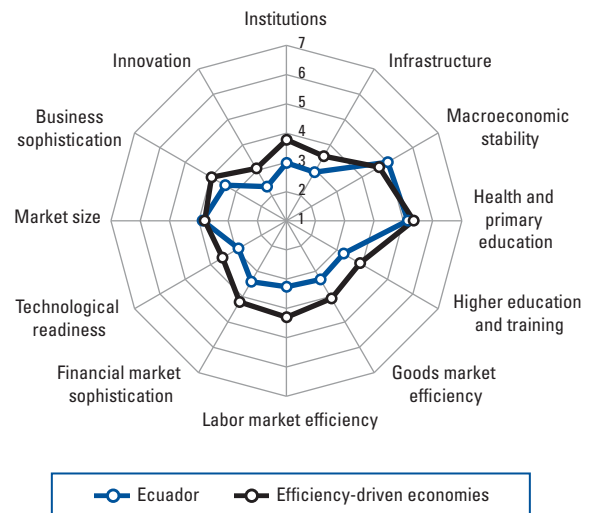 Institutions
7
6
5
4
3
2
1
Infrastructure
Macroeconomic
stability
Health and
primary
education
Higher education
and training
Goods market
efficiency
Labor market efficiency
Financial market
sophistication
Technological
readiness
Market size
Business
sophistication
Innovation
Ecuador
Efficiency-driven economies